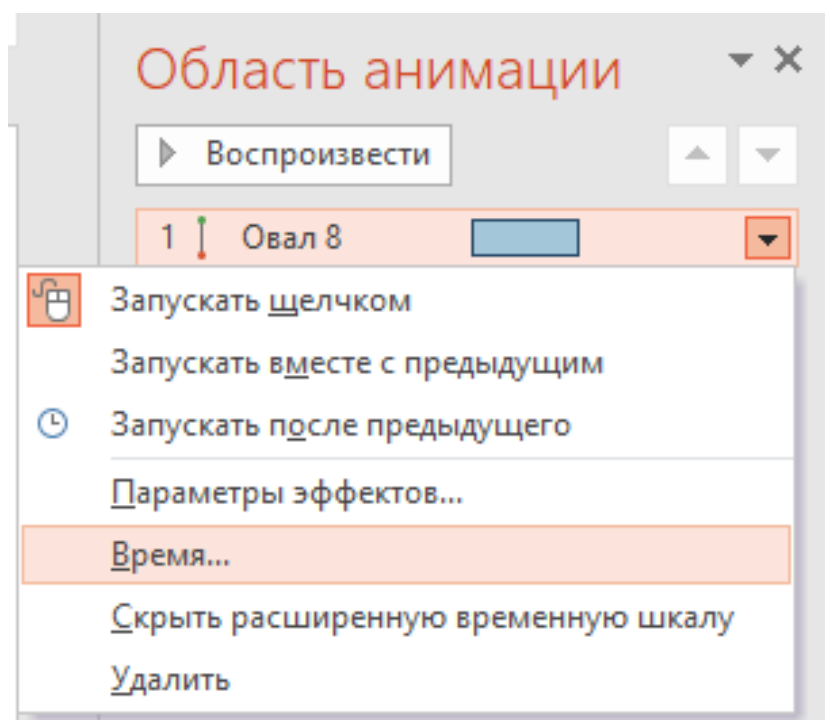 Область анимации
Воспроизвести
1 Овал 8
Запускать щелчком
Запускать вместе с предыдущим
Запускать после предыдущего
Параметры эффектов...
Время...
Скрыть расширенную временную шкалу
Удалить